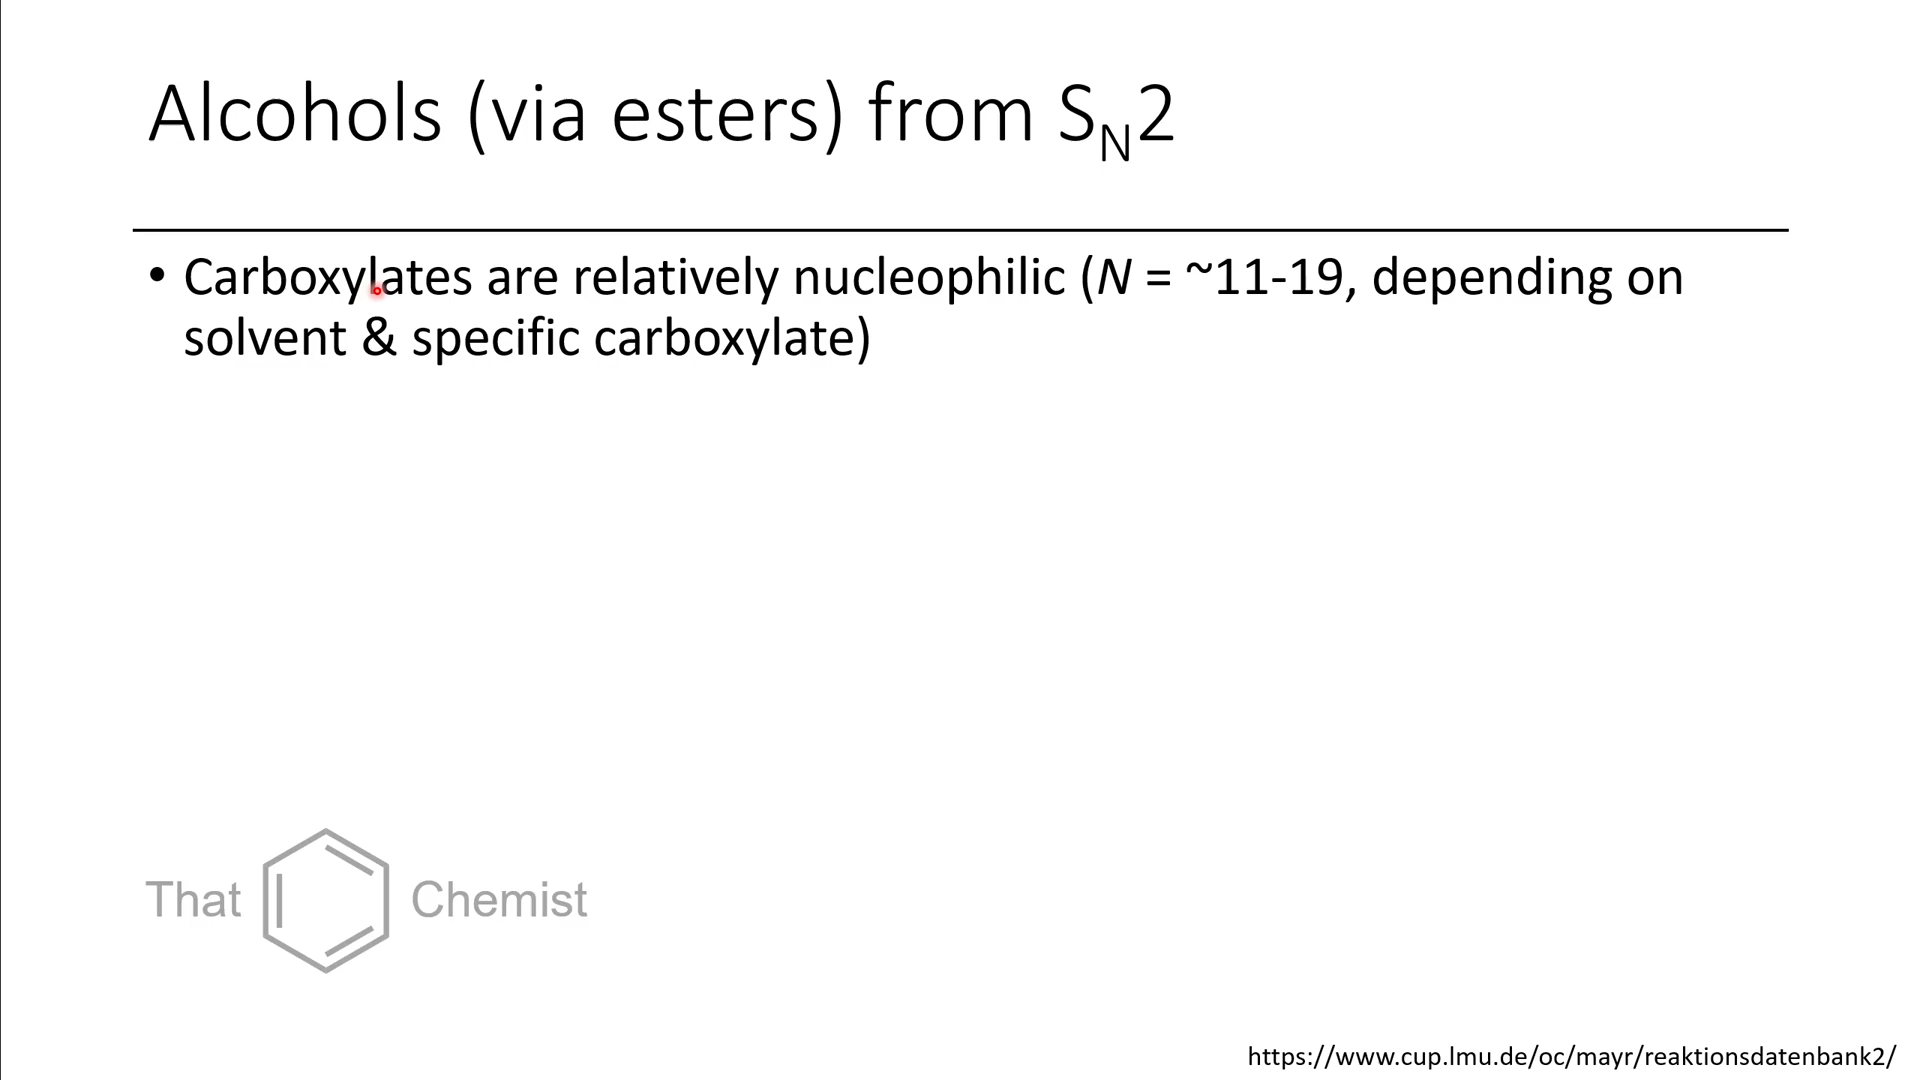 Alcohols (via esters) from SN2
• Carboxylates are relatively nucleophilic (N = ~11-19, depending on
solvent & specific carboxylate)
That Chemist
https://www.cup.lmu.de/oc/mayr/reaktionsdatenbank2/